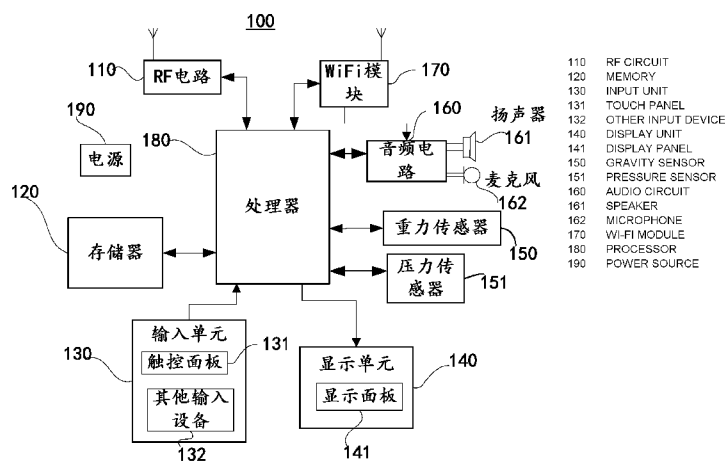 100
110
RF电路
WiFi模
块
170
190
电源
180
160
扬声器
161
音频电
路
麦克风
162
处理器
120
存储器
重力传感器
150
压力传
感器
151
130
输入单元
触控面板
131
其他输入
设备
132
显示单元
140
显示面板
141
110 RF CIRCUIT
120 MEMORY
130 INPUT UNIT
131 TOUCH PANEL
132 OTHER INPUT DEVICE
140 DISPLAY UNIT
141 DISPLAY PANEL
150 GRAVITY SENSOR
151 PRESSURE SENSOR
160 AUDIO CIRCUIT
161 SPEAKER
162 MICROPHONE
170 WI-FI MODULE
180 PROCESSOR
190 POWER SOURCE